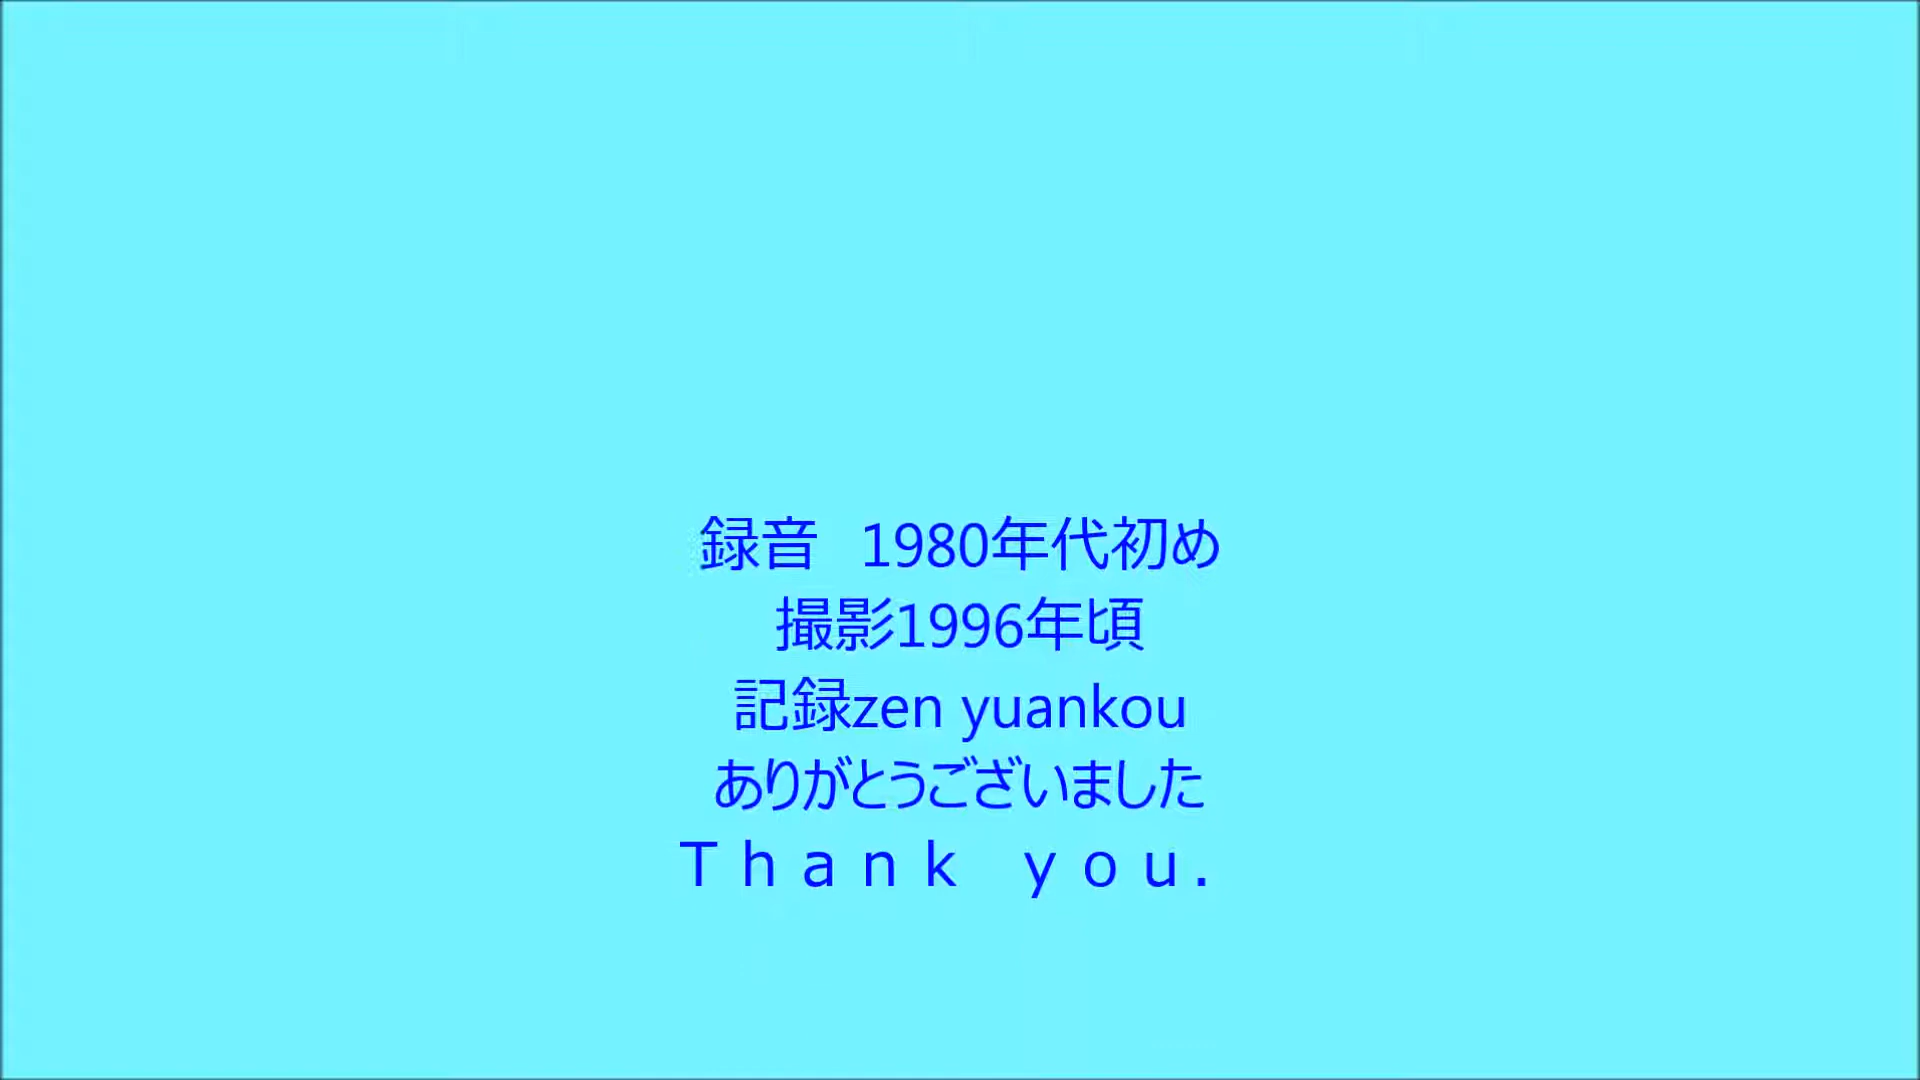 録音　1980年代初め
撮影1996年頃
記録zen yuankou
ありがとうございました
Ｔｈａｎｋ　ｙｏｕ．